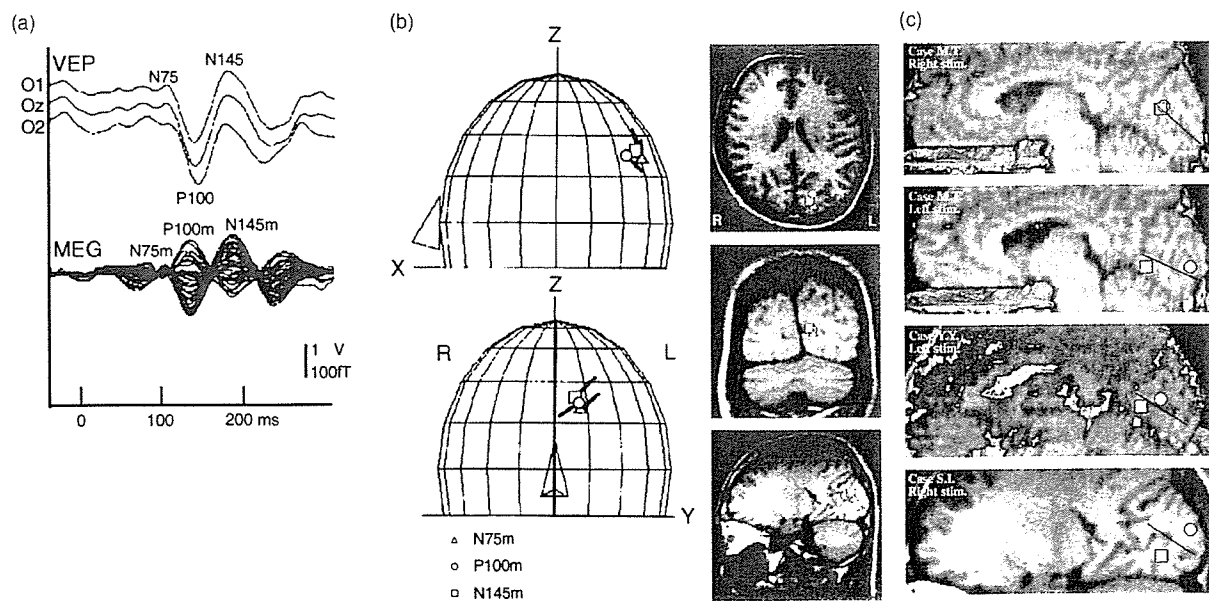 (a)
VEP
N75
N145
O1
Oz
O2
P100
MEG
N75m
P100m
N145m
1 V
100fT
0 100 200 ms
(b)
Z
X
Z
R L
Y
N75m
P100m
N145m
R L
(c)
Case M.T.
Right stim.
Case M.T.
Left stim.
Case Y.Y.
Left stim.
Case S.I.
Right stim.